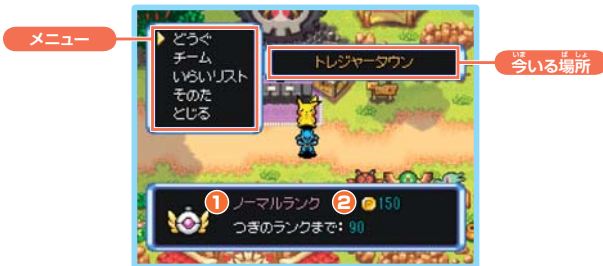 メニュー
どうぐ
チーム
いらいリスト
そのた
とじる
トレジャータウン
いま ば しょ
今いる場所
1 ノーマルランク 2 P 150
つぎのランクまで: 90